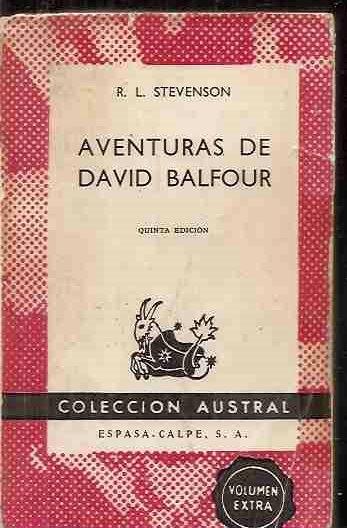 R. L. STEVENSON
AVENTURAS DE
DAVID BALFOUR
QUINTA EDICIÓN
COLECCION AUSTRAL
ESPASA-CALPE, S. A.
VOLUMEN
EXTRA